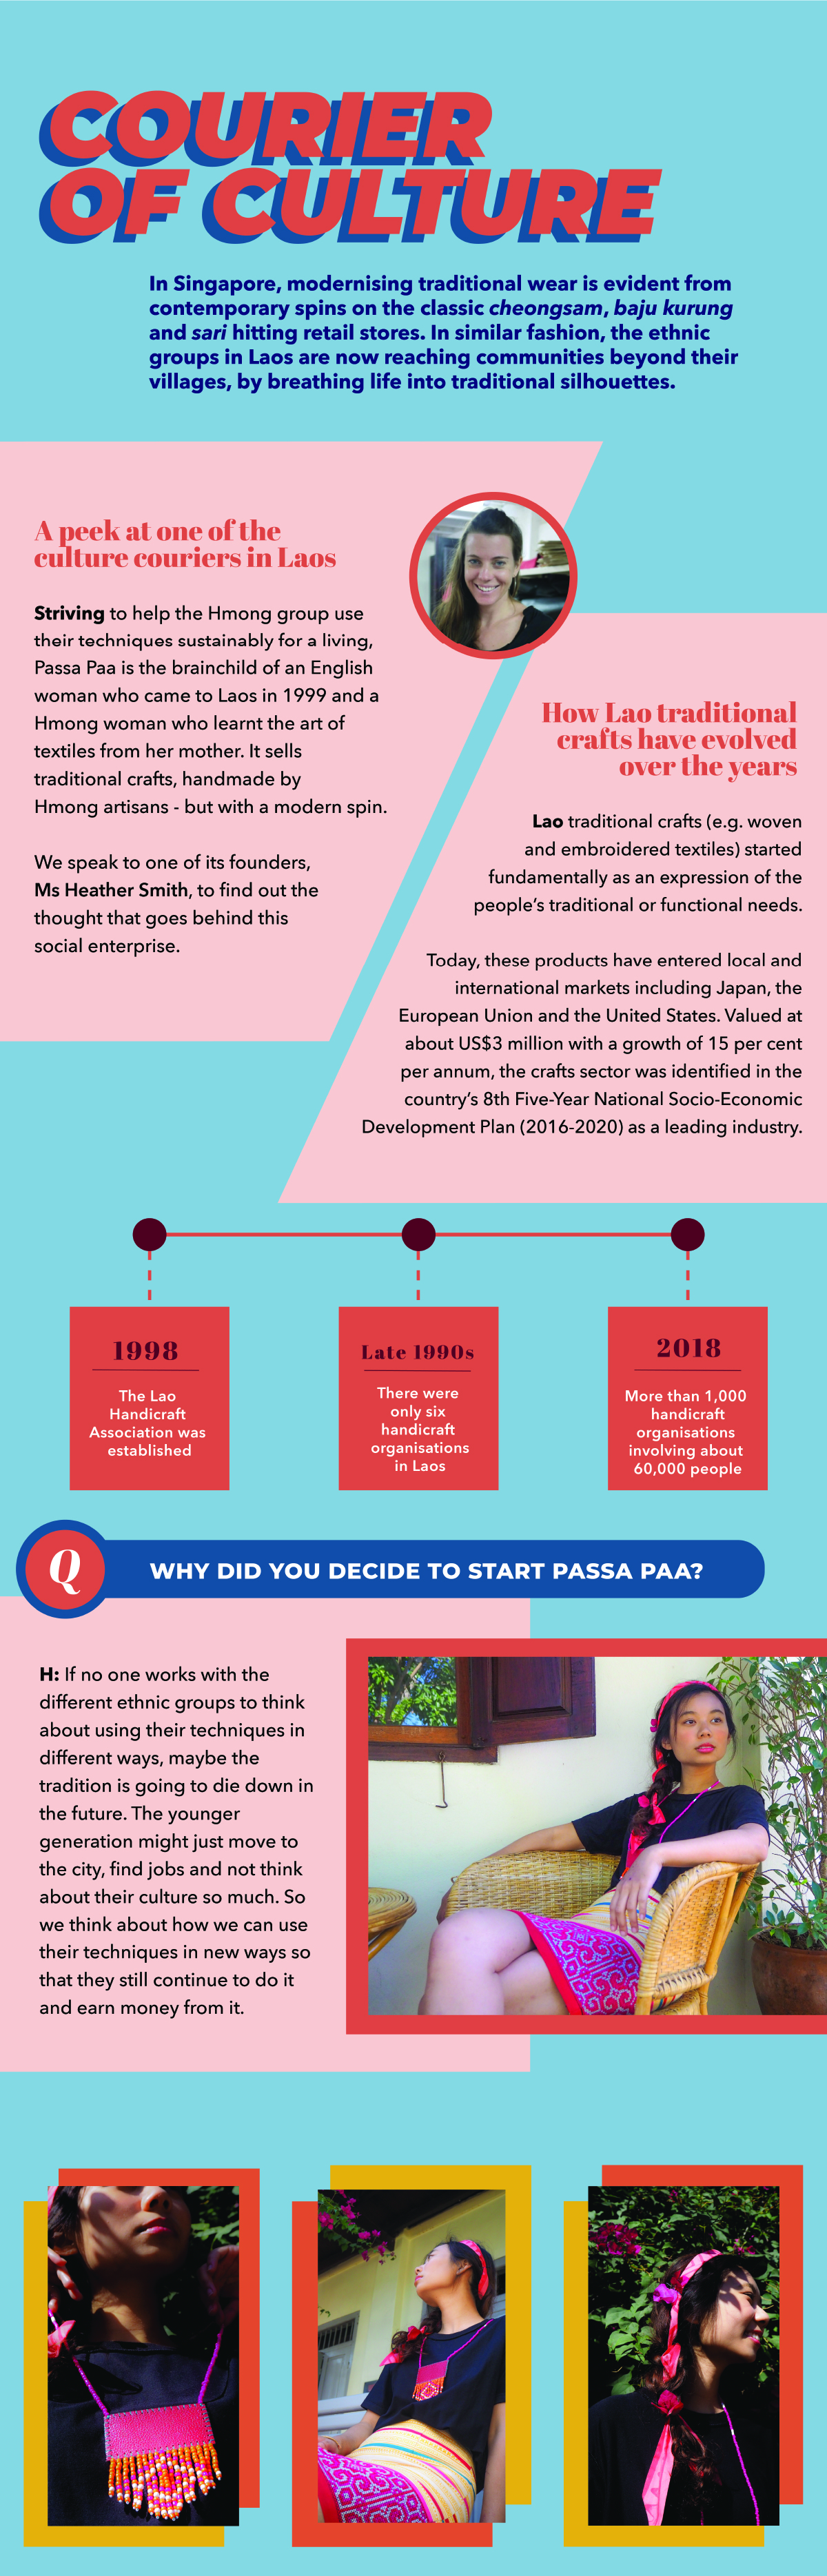 COURIER
OF CULTURE
In Singapore, modernising traditional wear is evident from
contemporary spins on the classic cheongsam, baju kurung
and sari hitting retail stores. In similar fashion, the ethnic
groups in Laos are now reaching communities beyond their
villages, by breathing life into traditional silhouettes.
A peek at one of the
culture couriers in Laos
Striving to help the Hmong group use
their techniques sustainably for a living,
Passa Paa is the brainchild of an English
woman who came to Laos in 1999 and a
Hmong woman who learnt the art of
textiles from her mother. It sells
traditional crafts, handmade by
Hmong artisans - but with a modern spin.
We speak to one of its founders,
Ms Heather Smith, to find out the
thought that goes behind this
social enterprise.
How Lao traditional
crafts have evolved
over the years
Lao traditional crafts (e.g. woven
and embroidered textiles) started
fundamentally as an expression of the
people's traditional or functional needs.
Today, these products have entered local and
international markets including Japan, the
European Union and the United States. Valued at
about US$3 million with a growth of 15 per cent
per annum, the crafts sector was identified in the
country's 8th Five-Year National Socio-Economic
Development Plan (2016-2020) as a leading industry.
1998
The Lao
Handicraft
Association was
established
Late 1990s
There were
only six
handicraft
organisations
in Laos
2018
More than 1,000
handicraft
organisations
involving about
60,000 people
Q
WHY DID YOU DECIDE TO START PASSA PAA?
H: If no one works with the
different ethnic groups to think
about using their techniques in
different ways, maybe the
tradition is going to die down in
the future. The younger
generation might just move to
the city, find jobs and not think
about their culture so much. So
we think about how we can use
their techniques in new ways so
that they still continue to do it
and earn money from it.